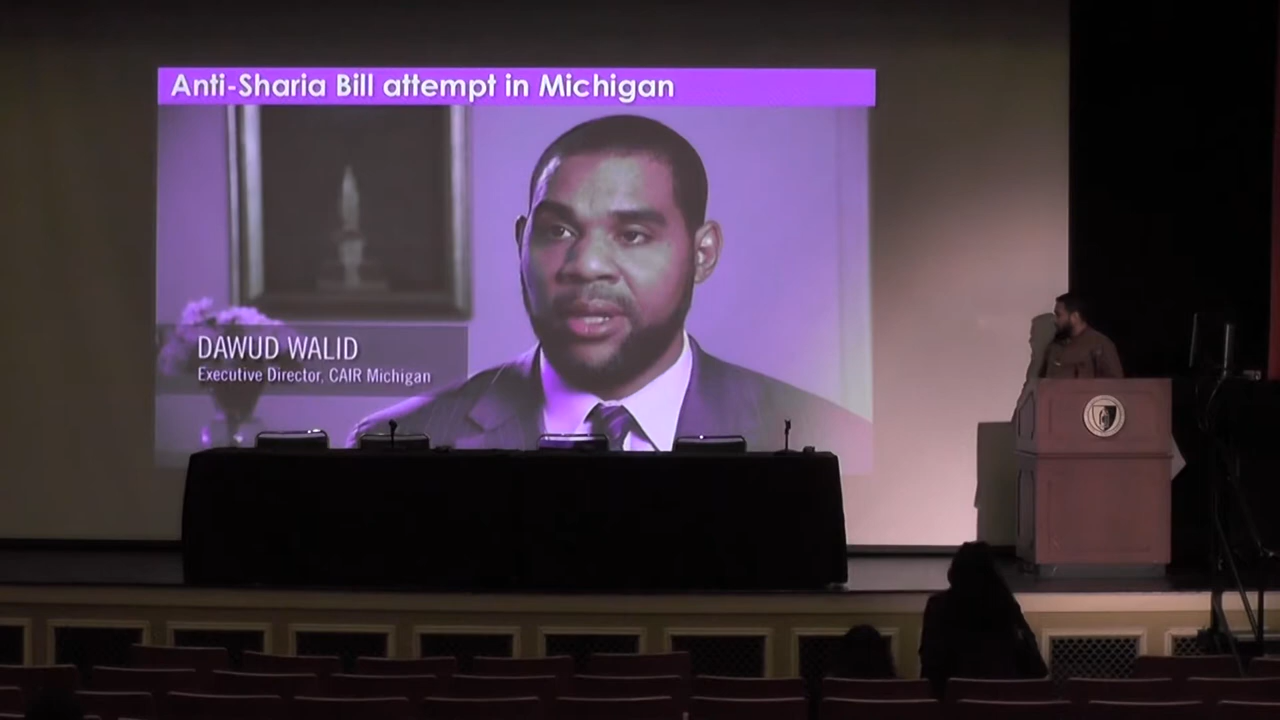 Anti-Sharia Bill attempt in Michigan
DAWUD WALID
Executive Director, CAIR Michigan